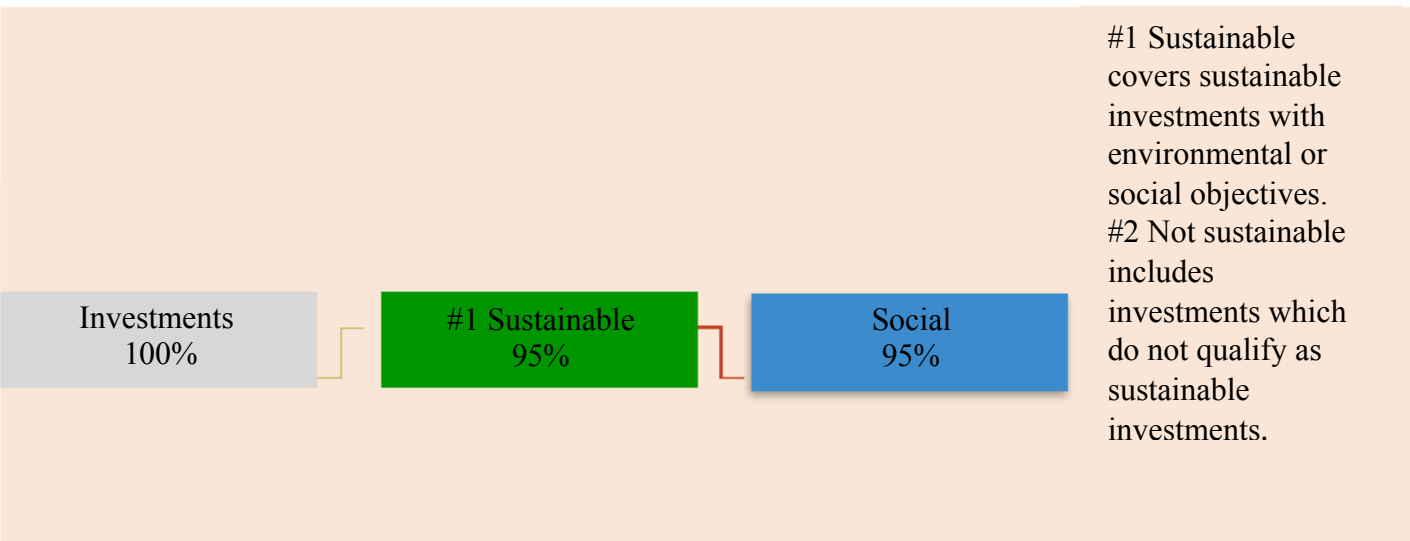 Investments
100%
#1 Sustainable
95%
Social
95%
#1 Sustainable
covers sustainable
investments with
environmental or
social objectives.
#2 Not sustainable
includes
investments which
do not qualify as
sustainable
investments.